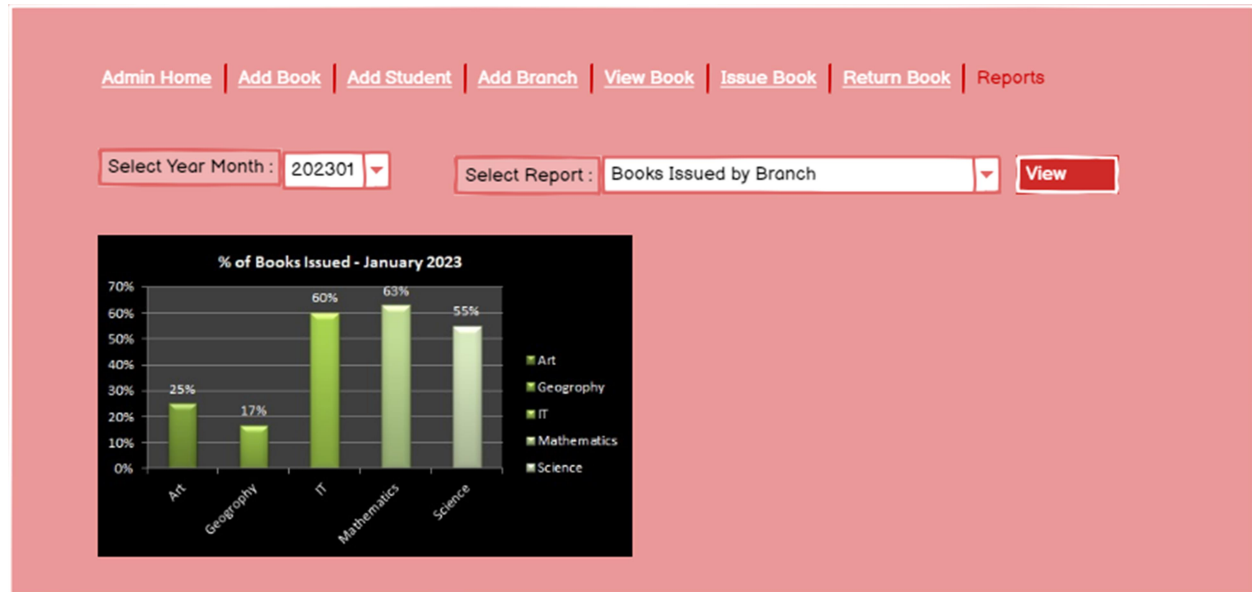 Admin Home Add Book Add Student Add Branch View Book Issue Book Return Book Reports
Select Year Month : 202301 Select Report : Books Issued by Branch View
% of Books Issued - January 2023
70%
60%
50%
40%
30%
20%
10%
0%
25%
17%
60%
63%
55%
Art
Geography
IT
Mathematics
Science
Art
Geography
IT
Mathematics
Science